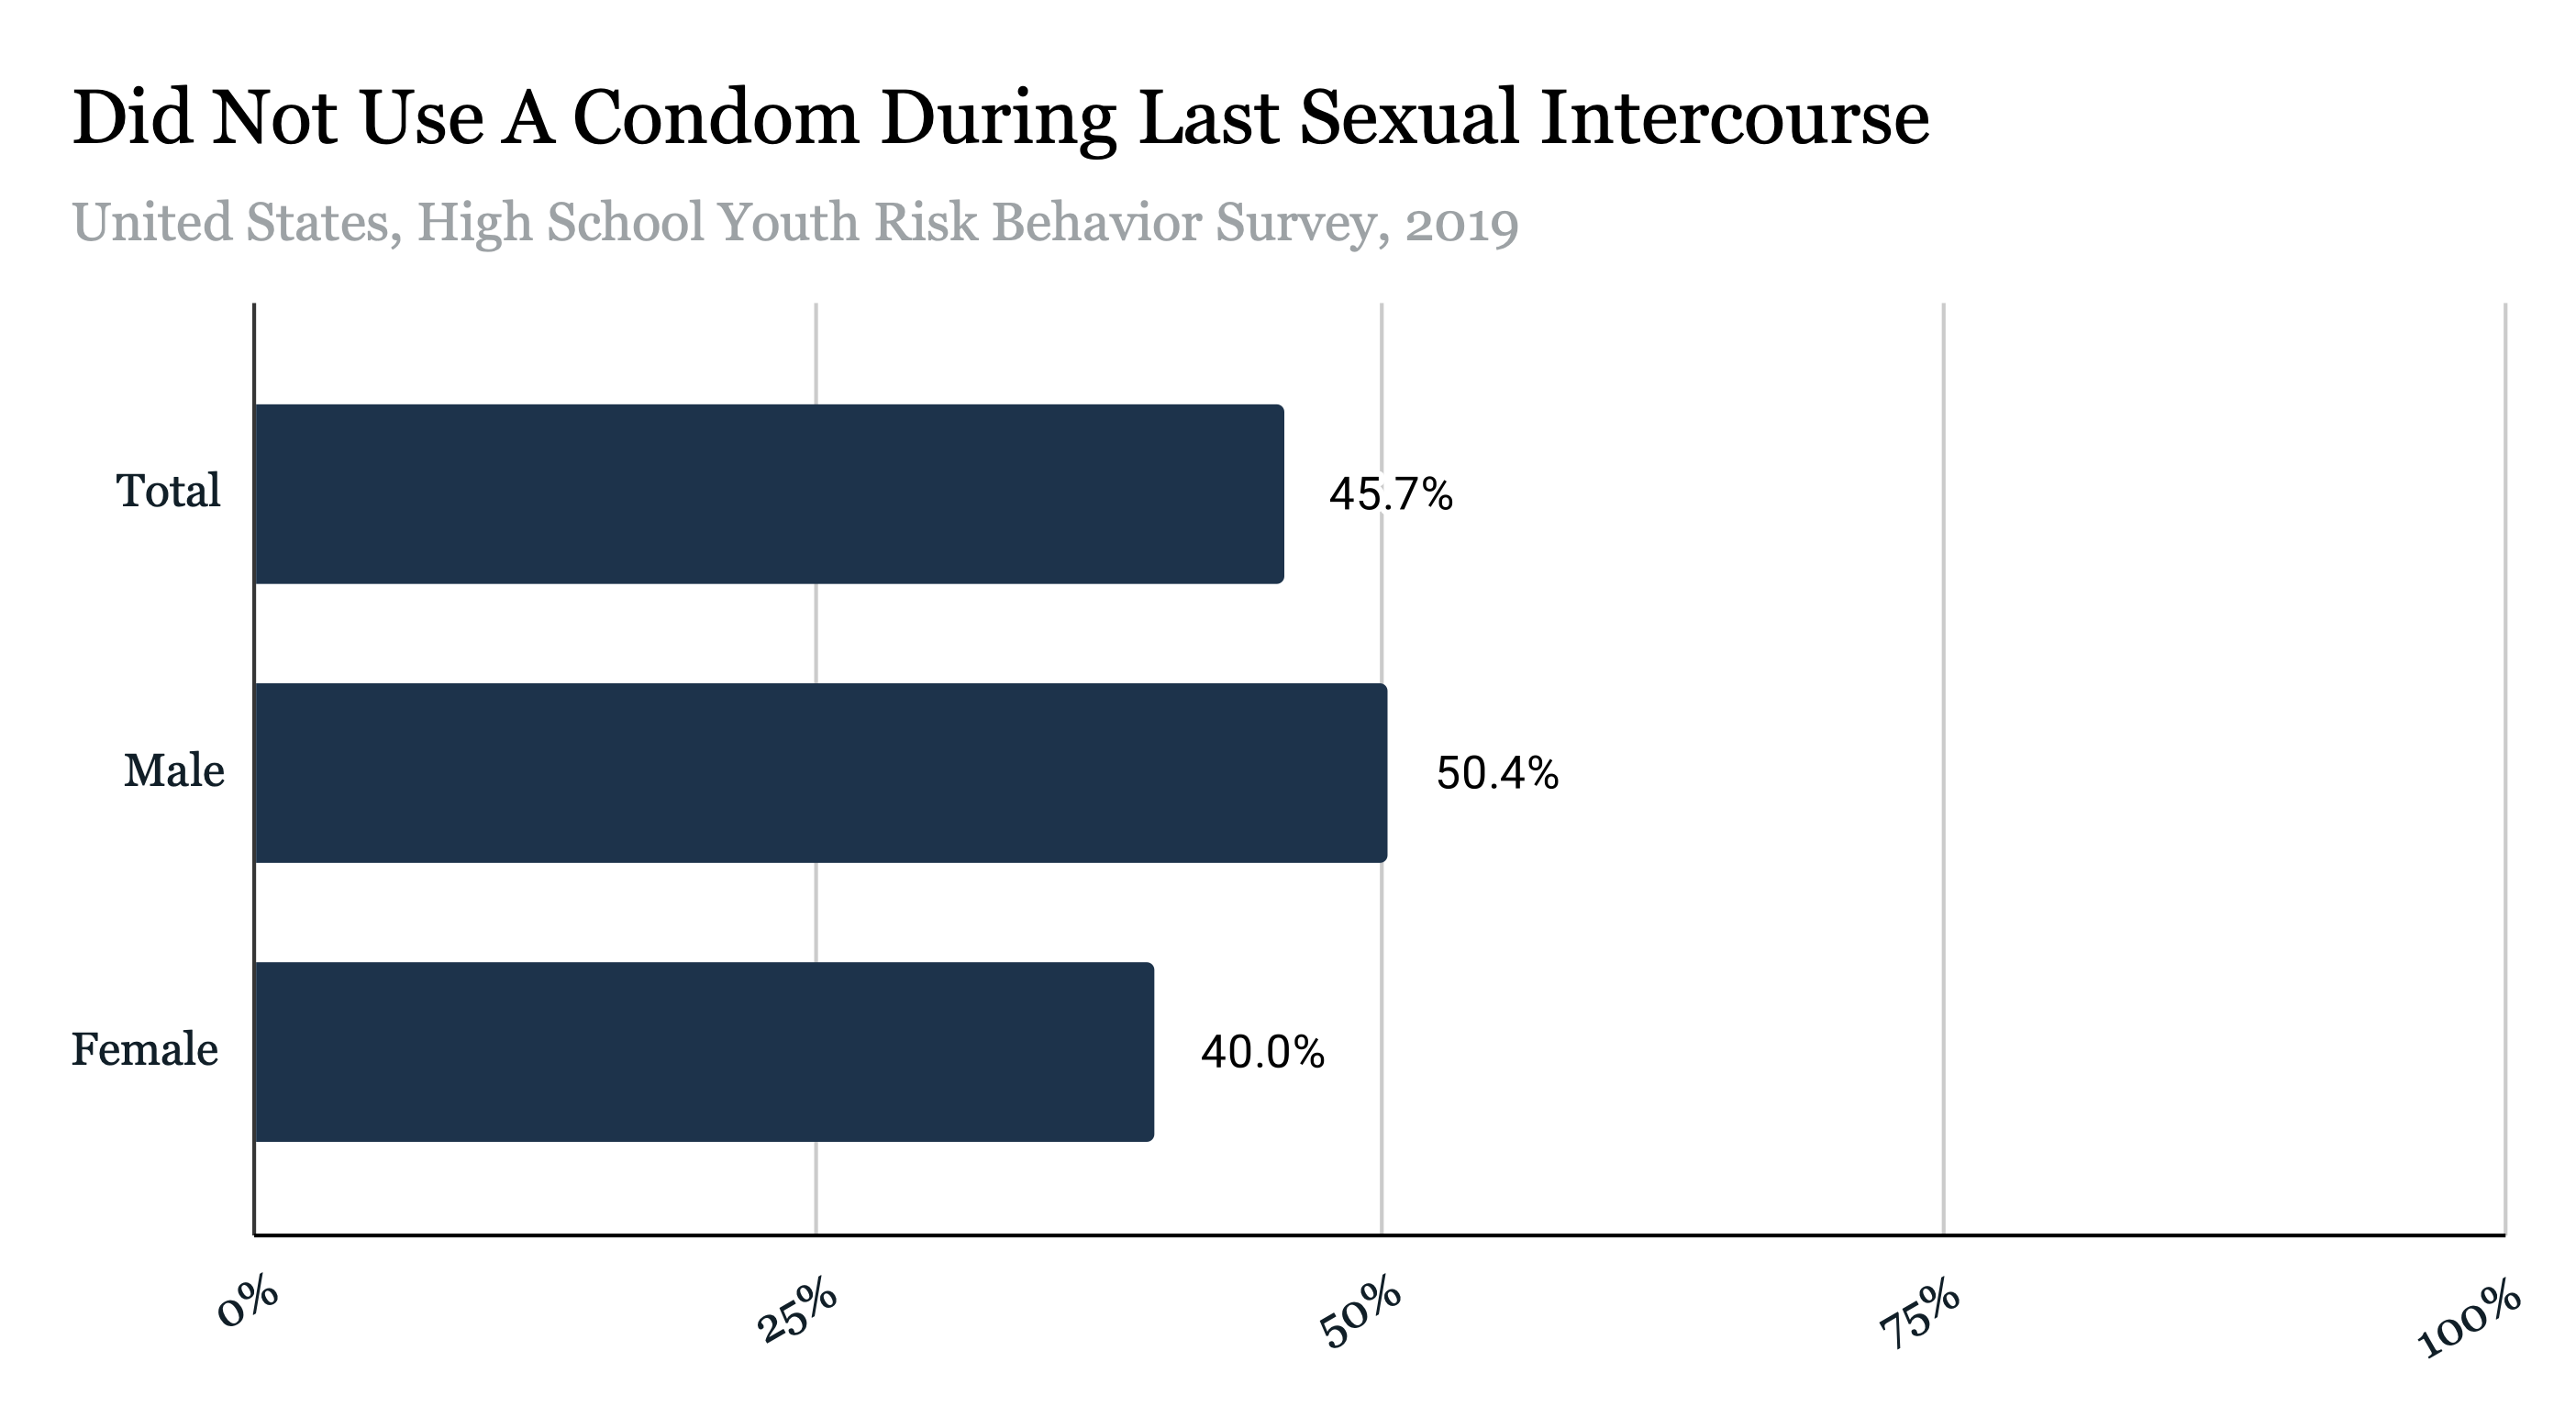 Did Not Use A Condom During Last Sexual Intercourse
United States, High School Youth Risk Behavior Survey, 2019
Total
45.7%
Male
50.4%
Female
40.0%
0%
25%
50%
75%
100%